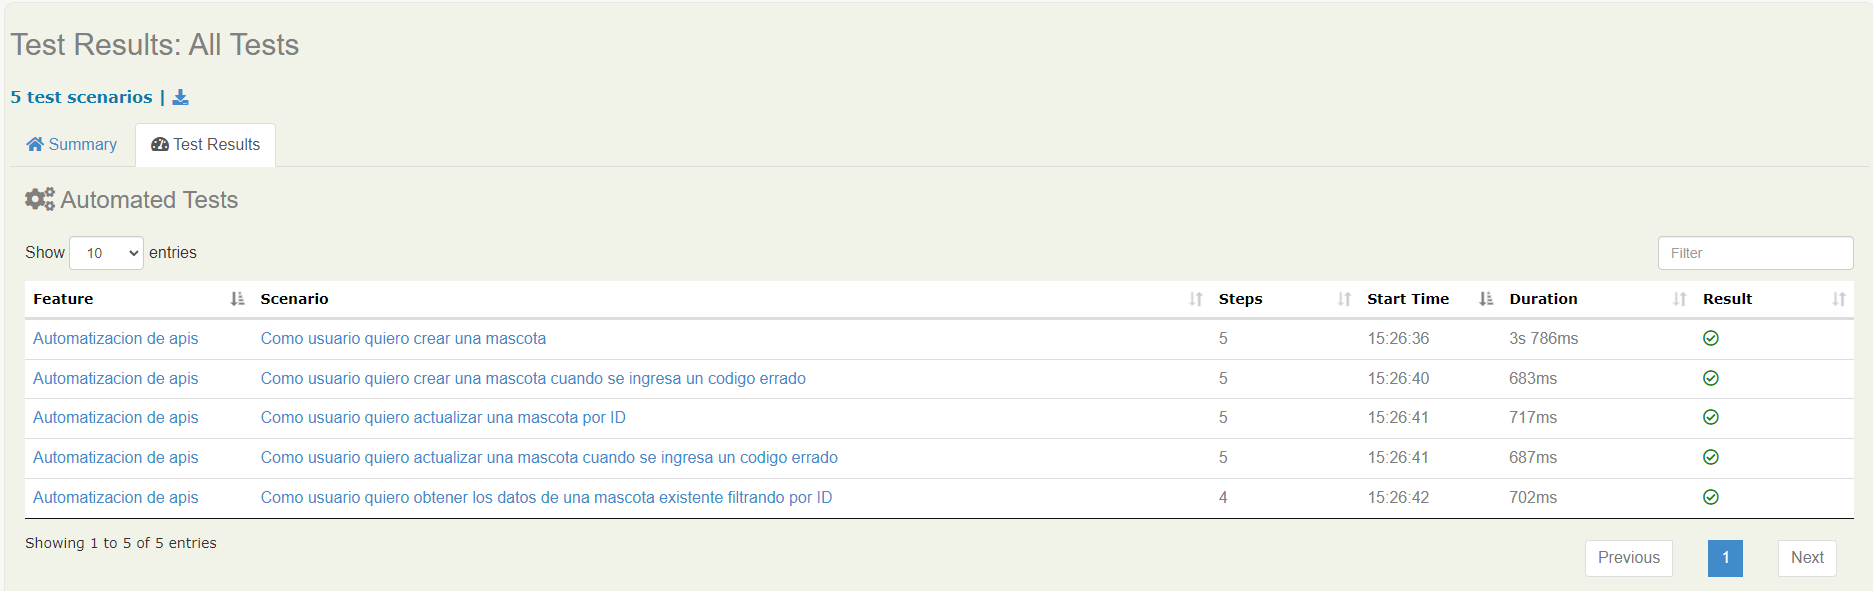 Test Results: All Tests
5 test scenarios |
Summary Test Results
Automated Tests
Show 10 entries Filter
Feature Scenario Steps Start Time Duration Result
Automatizacion de apis Como usuario quiero crear una mascota 5 15:26:36 3s 786ms
Automatizacion de apis Como usuario quiero crear una mascota cuando se ingresa un codigo errado 5 15:26:40 683ms
Automatizacion de apis Como usuario quiero actualizar una mascota por ID 5 15:26:41 717ms
Automatizacion de apis Como usuario quiero actualizar una mascota cuando se ingresa un codigo errado 5 15:26:41 687ms
Automatizacion de apis Como usuario quiero obtener los datos de una mascota existente filtrando por ID 4 15:26:42 702ms
Showing 1 to 5 of 5 entries
Previous 1 Next